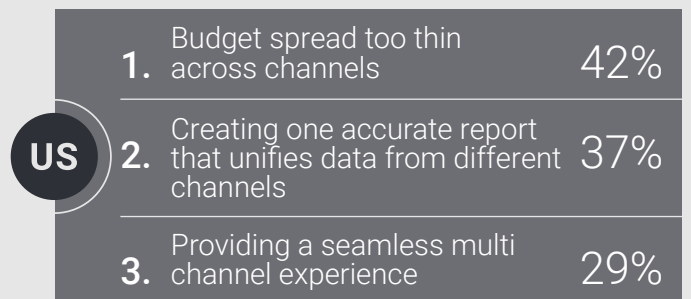 US
1. Budget spread too thin
across channels 42%
2. Creating one accurate report
that unifies data from different
channels 37%
3. Providing a seamless multi
channel experience 29%